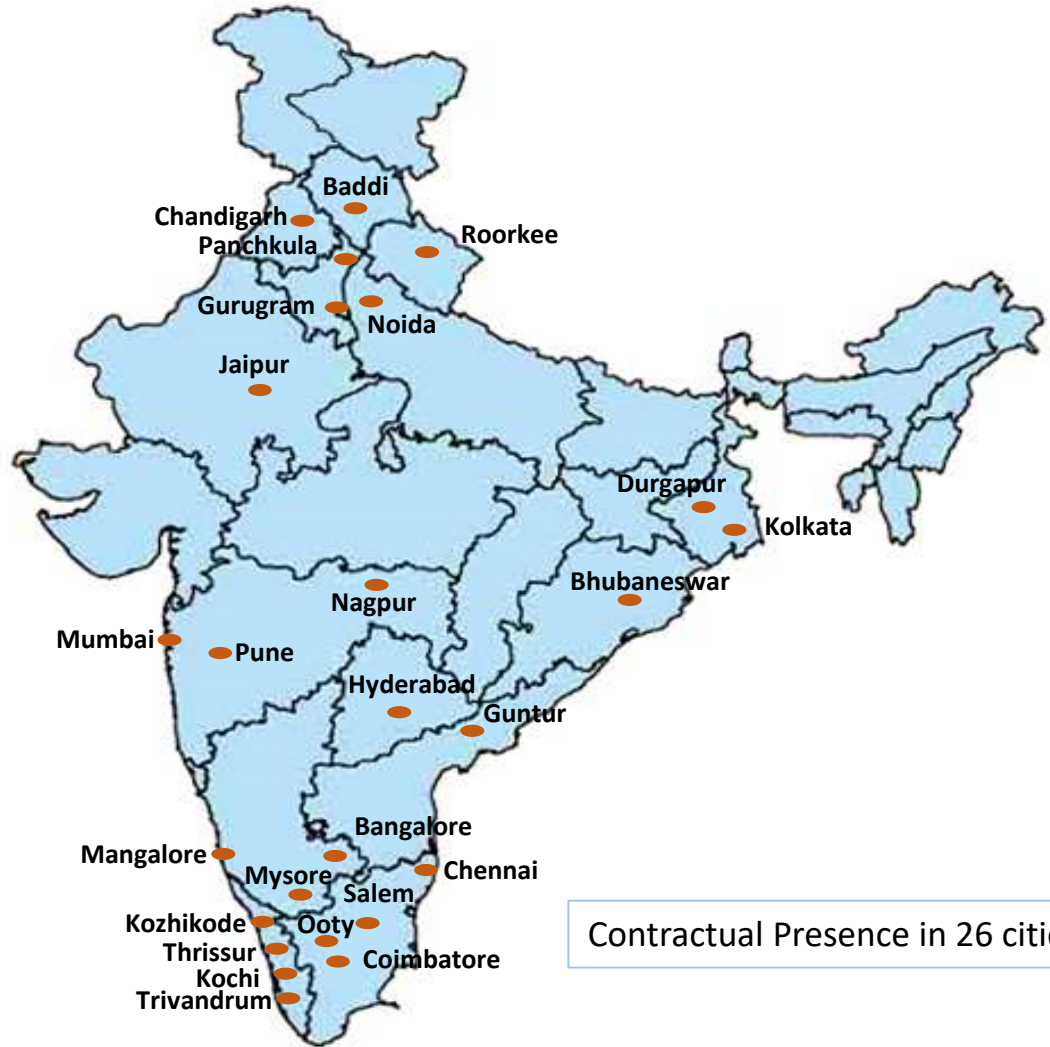 Baddi
Chandigarh
Panchkula
Roorkee
Gurugram
Noida
Jaipur
Durgapur
Kolkata
Bhubaneswar
Nagpur
Mumbai
Pune
Hyderabad
Guntur
Bangalore
Mangalore
Chennai
Mysore
Salem
Kozhikode
Ooty
Thrissur
Coimbatore
Kochi
Trivandrum
Contractual Presence in 26 citi